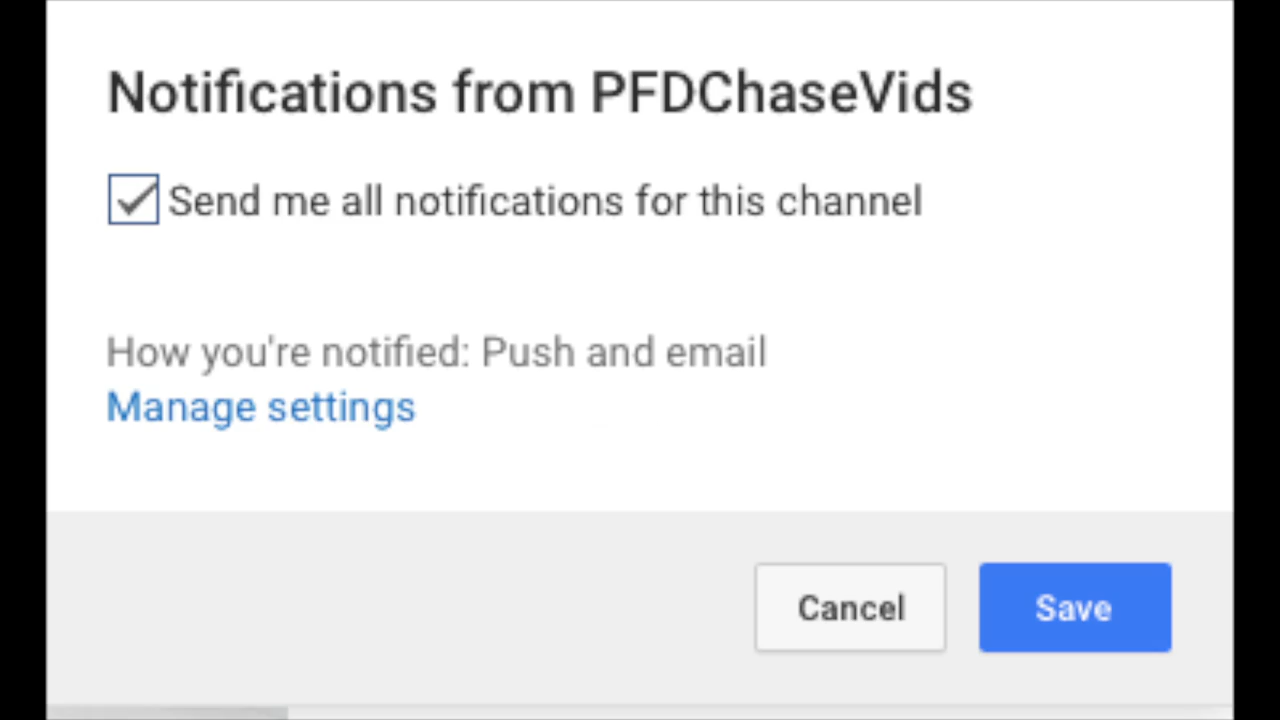 Notifications from PFDChaseVids
Send me all notifications for this channel
How you're notified: Push and email
Manage settings
Cancel
Save